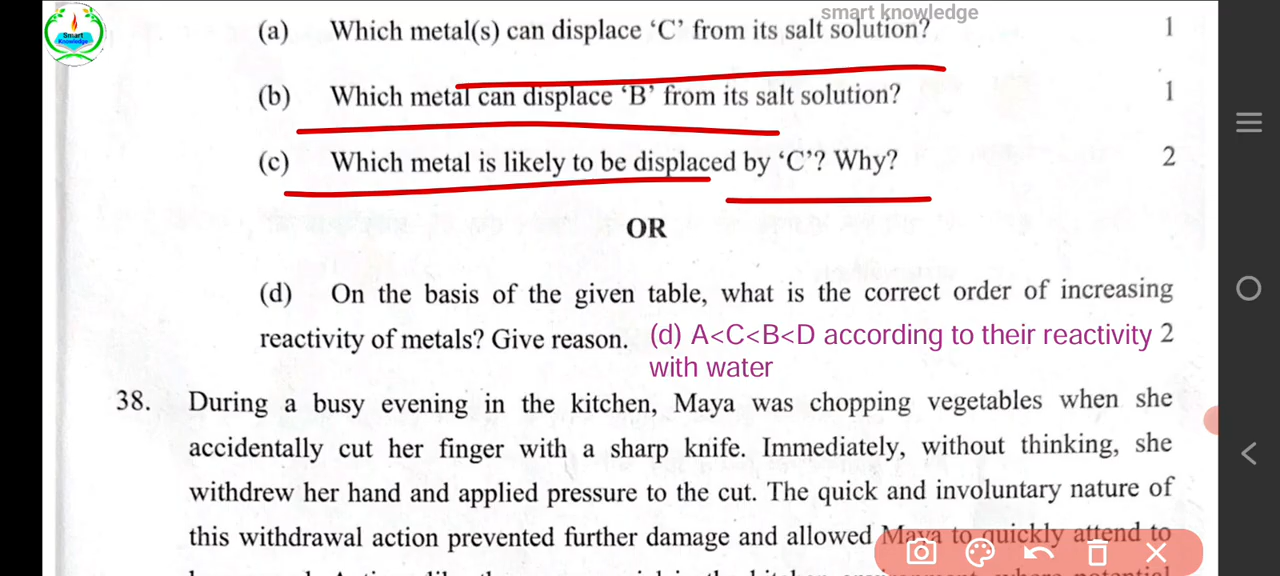 smart knowledge
Smart
Knowledge
(a) Which metal(s) can displace ‘C’ from its salt solution? 1
(b) Which metal can displace ‘B’ from its salt solution? 1
(c) Which metal is likely to be displaced by ‘C’? Why? 2
OR
(d) On the basis of the given table, what is the correct order of increasing
reactivity of metals? Give reason. (d) A<C<B<D according to their reactivity 2
with water
38. During a busy evening in the kitchen, Maya was chopping vegetables when she
accidentally cut her finger with a sharp knife. Immediately, without thinking, she
withdrew her hand and applied pressure to the cut. The quick and involuntary nature of
this withdrawal action prevented further damage and allowed Maya to quickly attend to